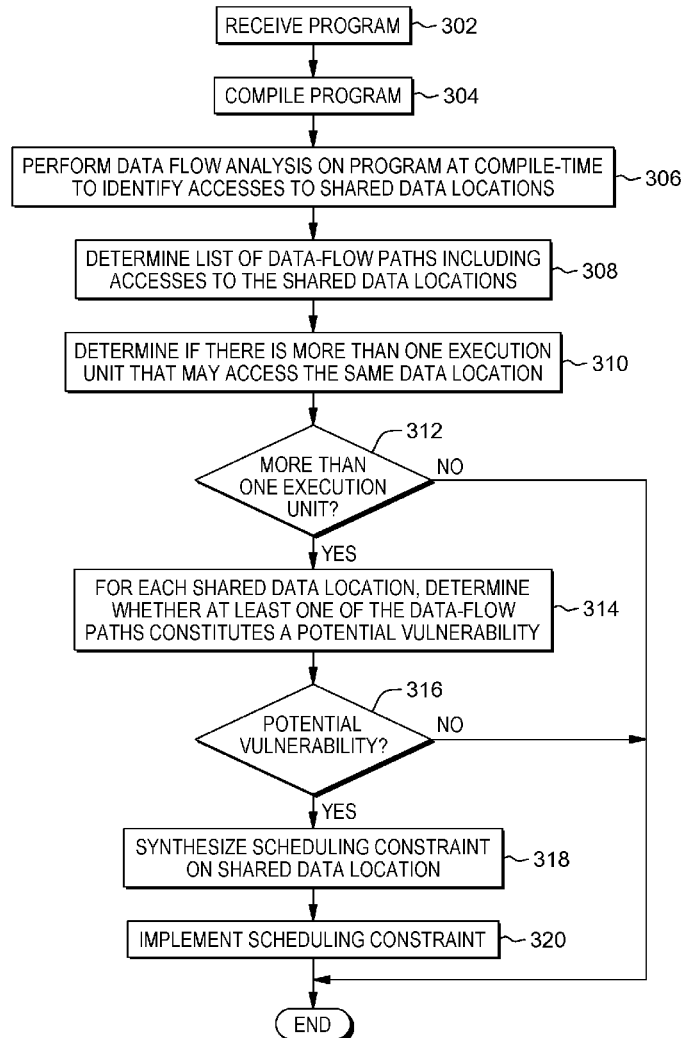 RECEIVE PROGRAM
302
COMPILE PROGRAM
304
PERFORM DATA FLOW ANALYSIS ON PROGRAM AT COMPILE-TIME
TO IDENTIFY ACCESSES TO SHARED DATA LOCATIONS
306
DETERMINE LIST OF DATA-FLOW PATHS INCLUDING
ACCESSES TO THE SHARED DATA LOCATIONS
308
DETERMINE IF THERE IS MORE THAN ONE EXECUTION
UNIT THAT MAY ACCESS THE SAME DATA LOCATION
310
312
MORE THAN
ONE EXECUTION
UNIT?
NO
YES
FOR EACH SHARED DATA LOCATION, DETERMINE
WHETHER AT LEAST ONE OF THE DATA-FLOW
PATHS CONSTITUTES A POTENTIAL VULNERABILITY
314
316
POTENTIAL
VULNERABILITY?
NO
YES
SYNTHESIZE SCHEDULING CONSTRAINT
ON SHARED DATA LOCATION
318
IMPLEMENT SCHEDULING CONSTRAINT
320
END